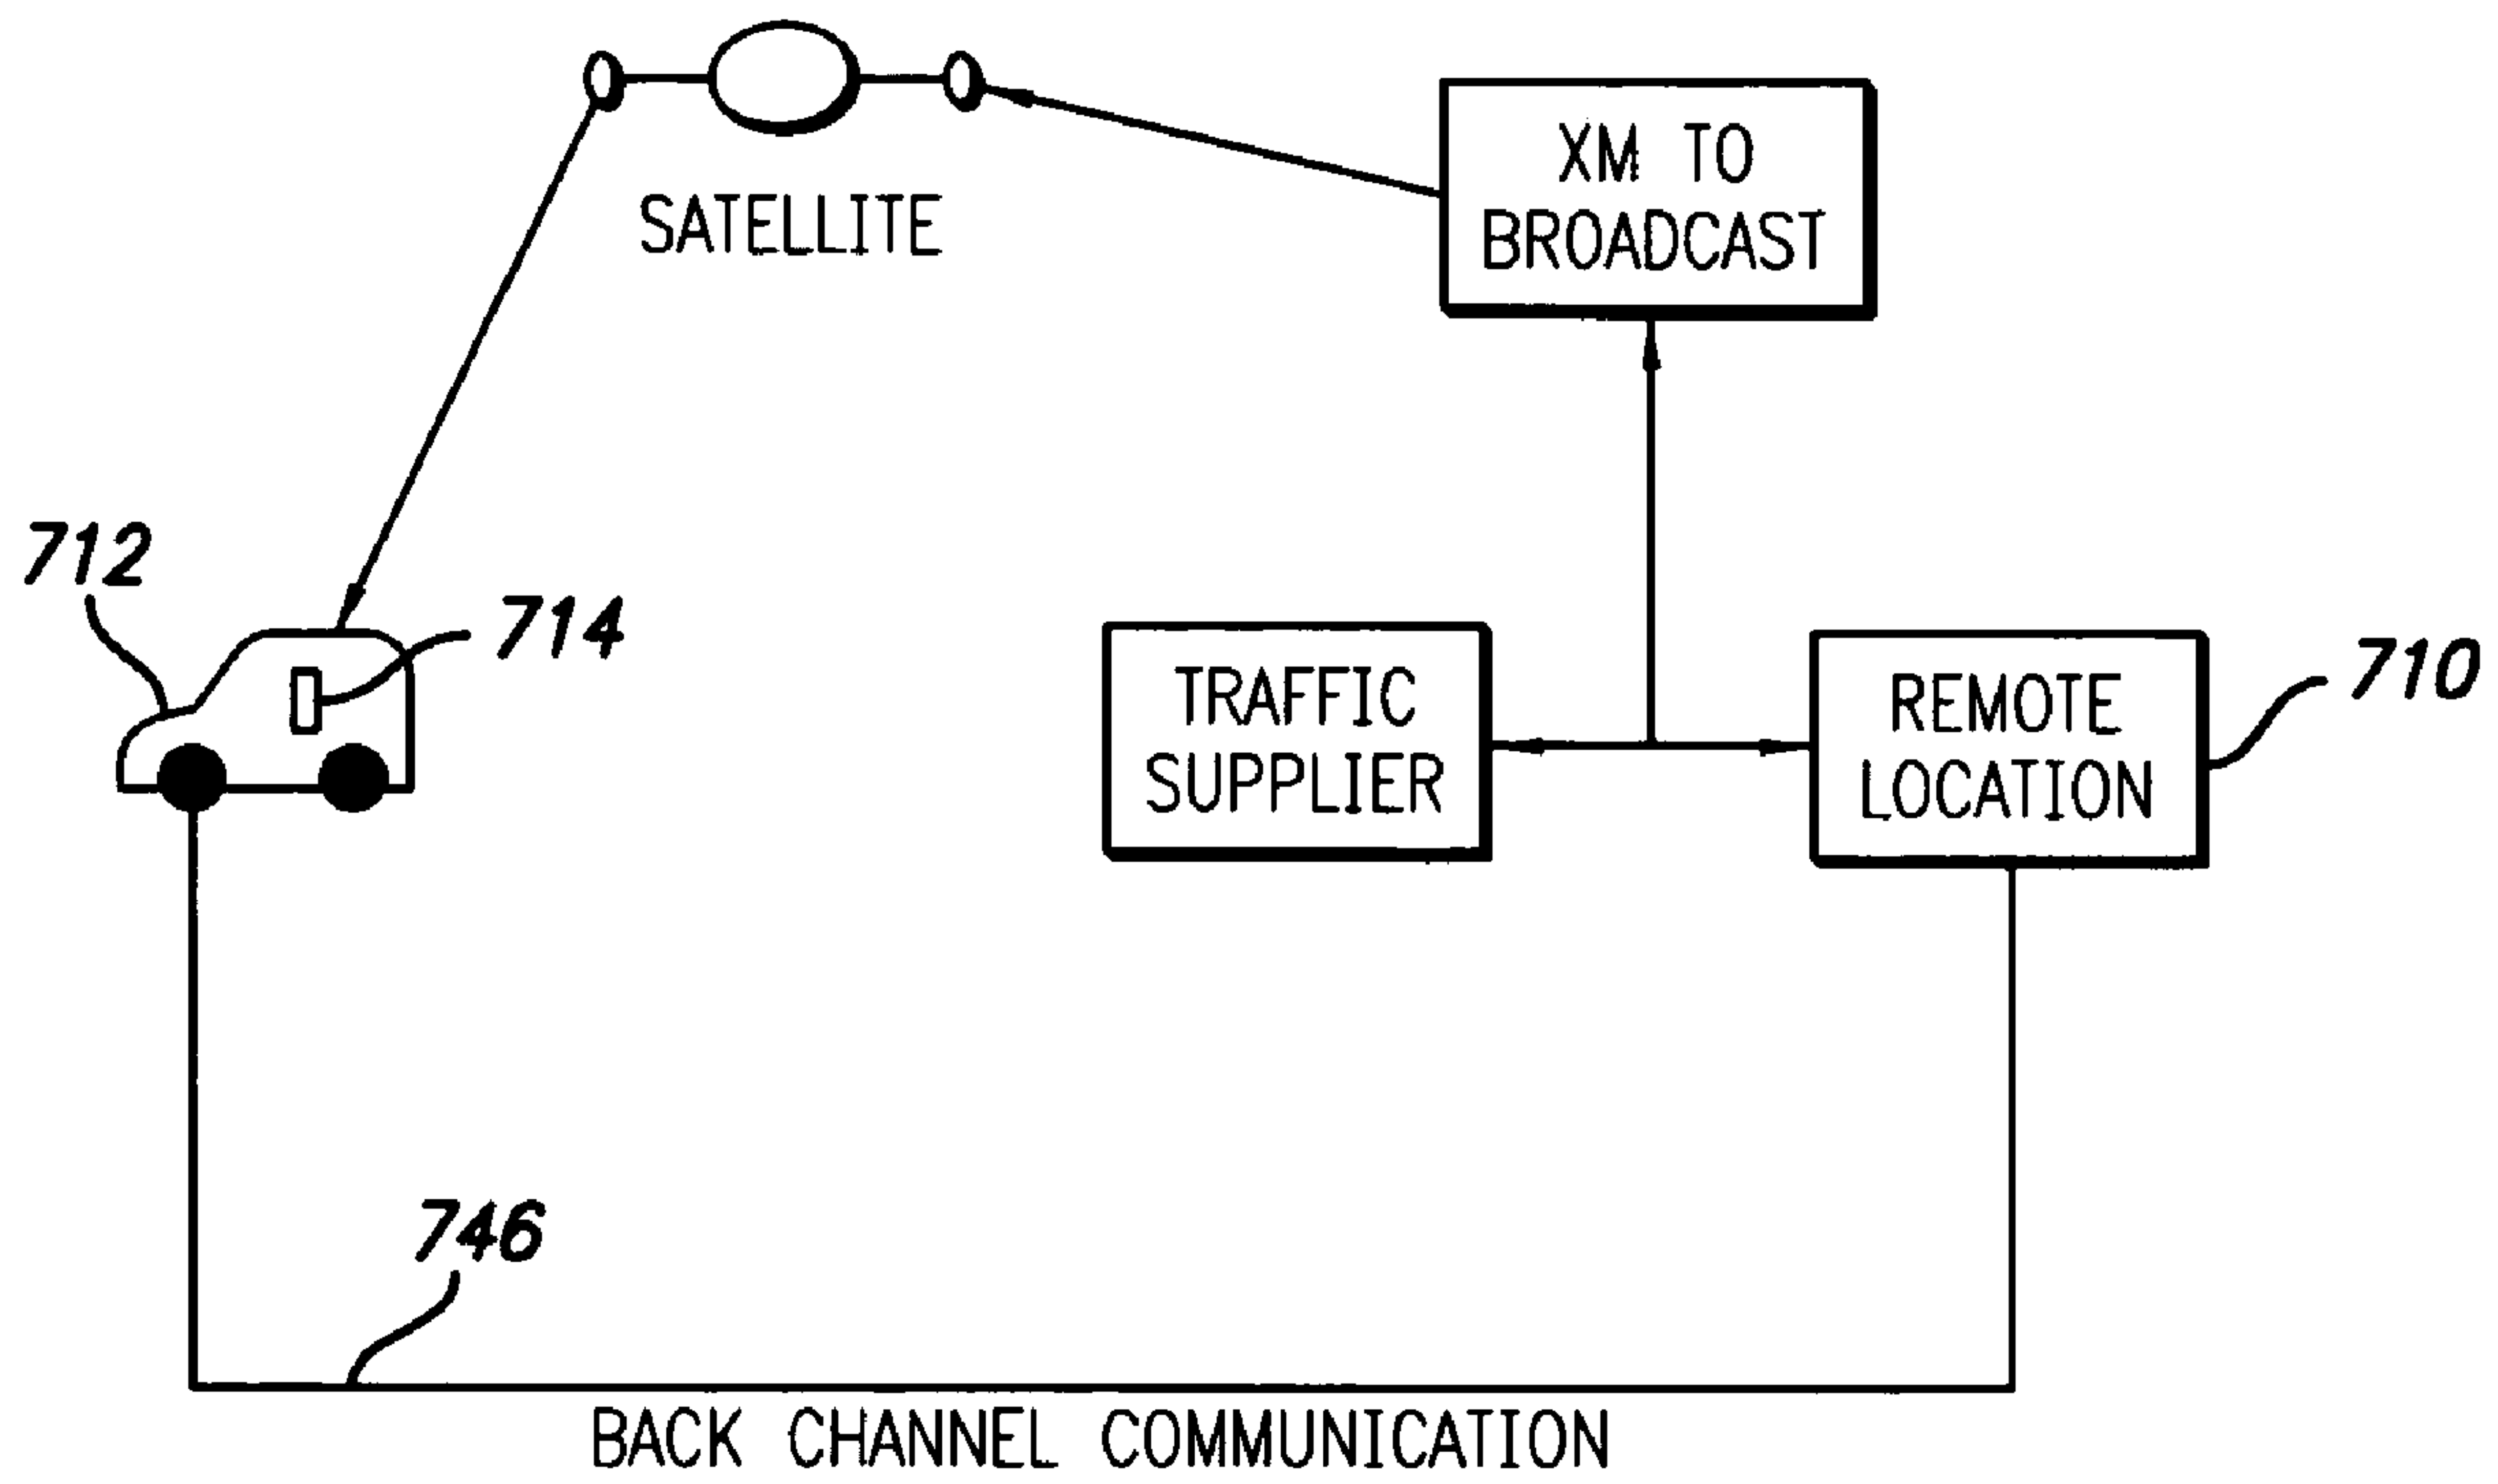 SATELLITE
XM TO
BROADCAST
712
714
TRAFFIC
SUPPLIER
REMOTE
LOCATION
710
746
BACK CHANNEL COMMUNICATION